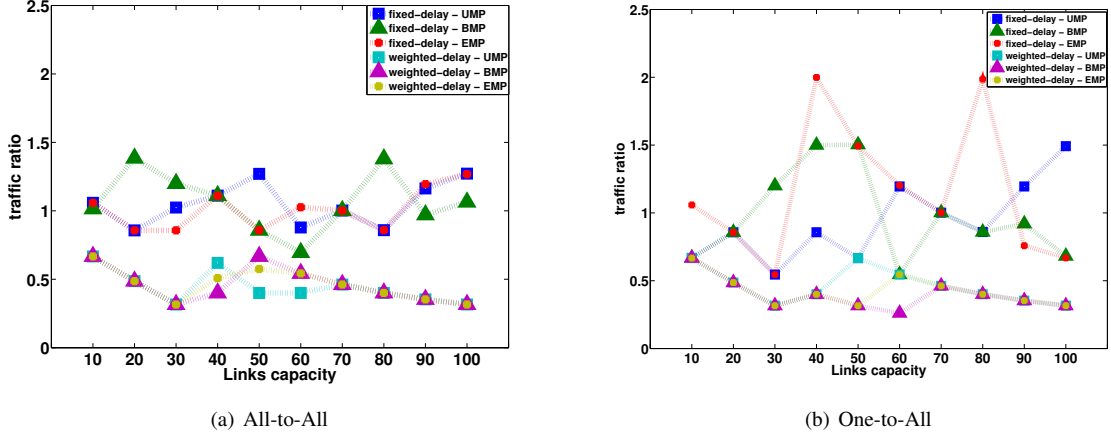 2.5
2
1.5
1
0.5
0
traffic ratio
fixed-delay – UMP
fixed-delay – BMP
fixed-delay – EMP
weighted-delay – UMP
weighted-delay – BMP
weighted-delay – EMP
10 20 30 40 50 60 70 80 90 100
Links capacity
(a) All-to-All
2.5
2
1.5
1
0.5
0
traffic ratio
fixed-delay – UMP
fixed-delay – BMP
fixed-delay – EMP
weighted-delay – UMP
weighted-delay – BMP
weighted-delay – EMP
10 20 30 40 50 60 70 80 90 100
Links capacity
(b) One-to-All